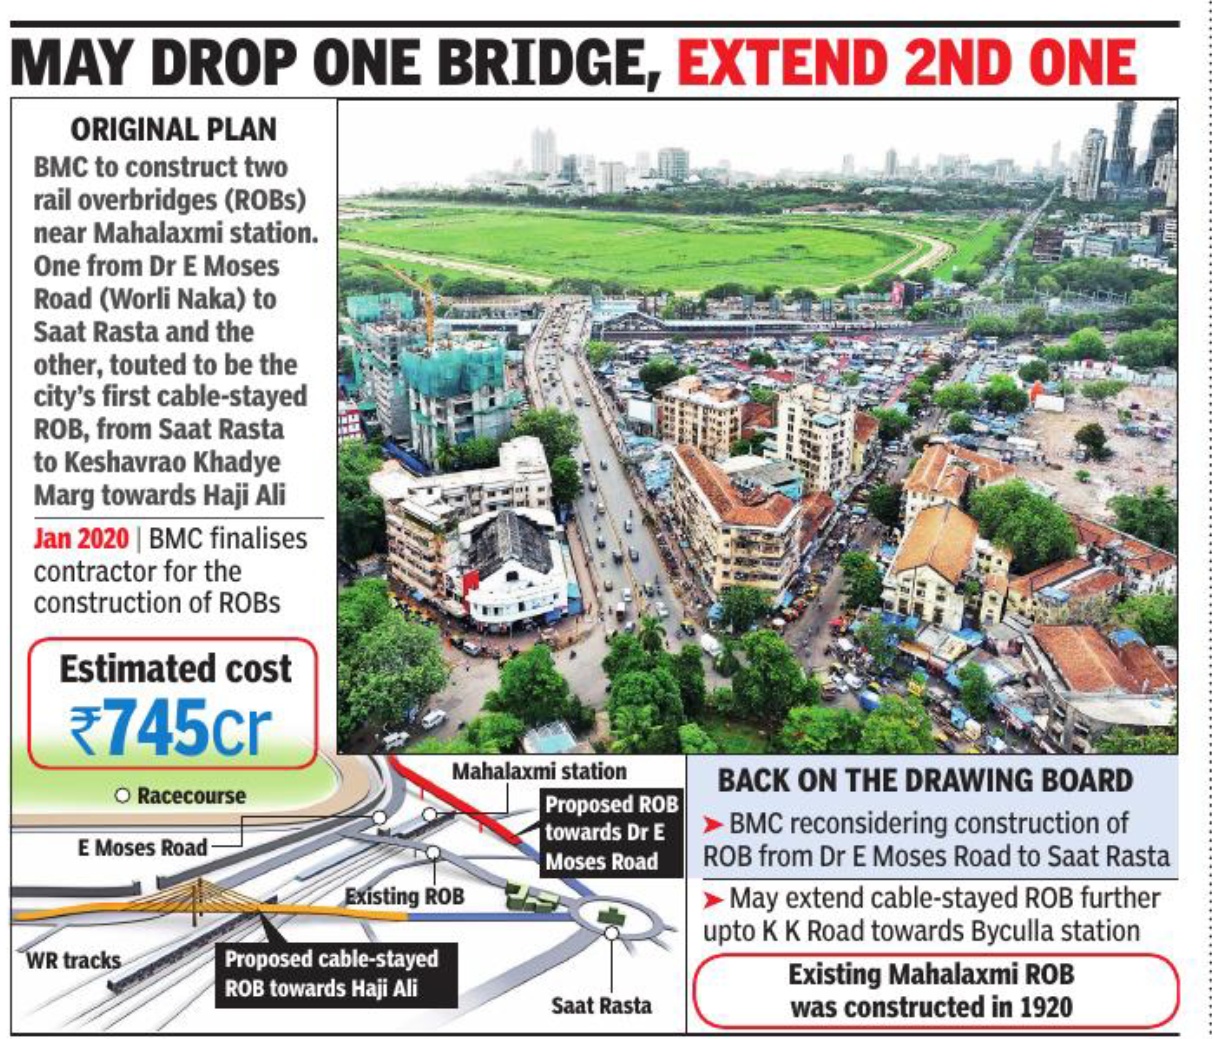 MAY DROP ONE BRIDGE, EXTEND 2ND ONE
ORIGINAL PLAN
BMC to construct two
rail overbridges (ROBs)
near Mahalaxmi station.
One from Dr E Moses
Road (Worli Naka) to
Saat Rasta and the
other, touted to be the
city's first cable-stayed
ROB, from Saat Rasta
to Keshavrao Khadye
Marg towards Haji Ali
Jan 2020 | BMC finalises
contractor for the
construction of ROBs
Estimated cost
₹745cr
Racecourse
E Moses Road
Mahalaxmi station
Proposed ROB
towards Dr E
Moses Road
Existing ROB
WR tracks
Proposed cable-stayed
ROB towards Haji Ali
Saat Rasta
BACK ON THE DRAWING BOARD
➤ BMC reconsidering construction of
ROB from Dr E Moses Road to Saat Rasta
➤ May extend cable-stayed ROB further
upto K K Road towards Byculla station
Existing Mahalaxmi ROB
was constructed in 1920